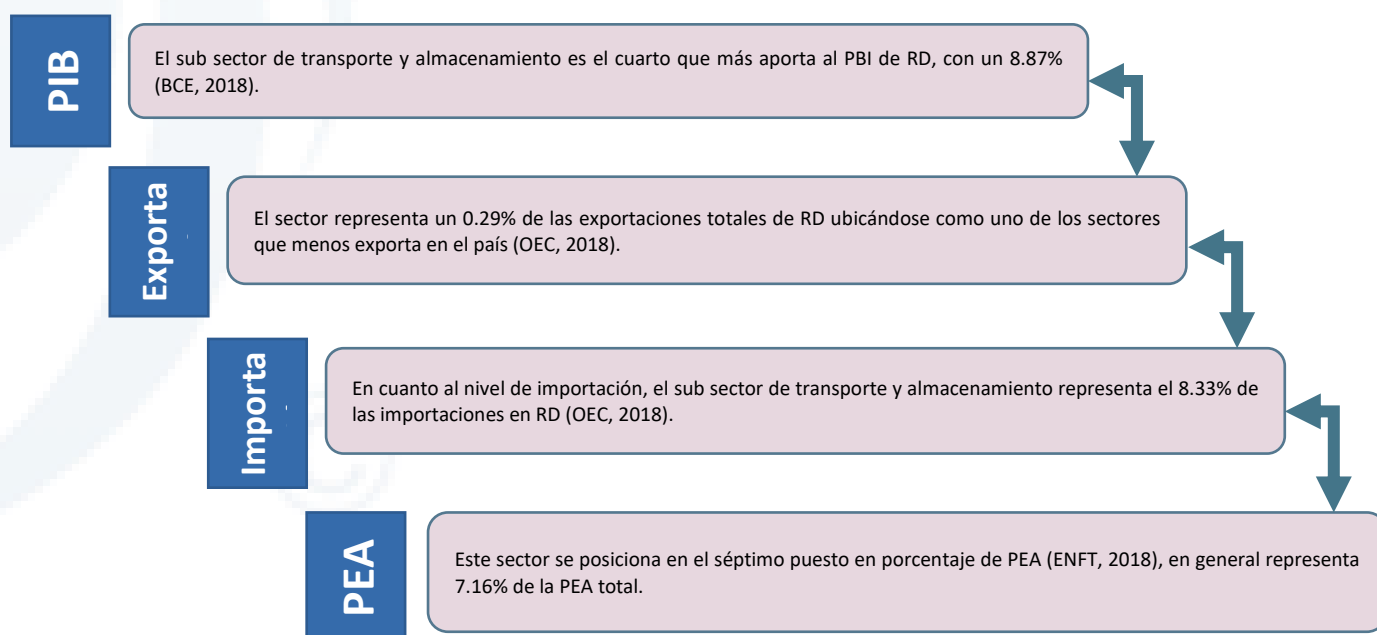 PIB
El sub sector de transporte y almacenamiento es el cuarto que más aporta al PBI de RD, con un 8.87%
(BCE, 2018).
Exporta
El sector representa un 0.29% de las exportaciones totales de RD ubicándose como uno de los sectores
que menos exporta en el país (OEC, 2018).
Importa
En cuanto al nivel de importación, el sub sector de transporte y almacenamiento representa el 8.33% de
las importaciones en RD (OEC, 2018).
PEA
Este sector se posiciona en el séptimo puesto en porcentaje de PEA (ENFT, 2018), en general representa
7.16% de la PEA total.